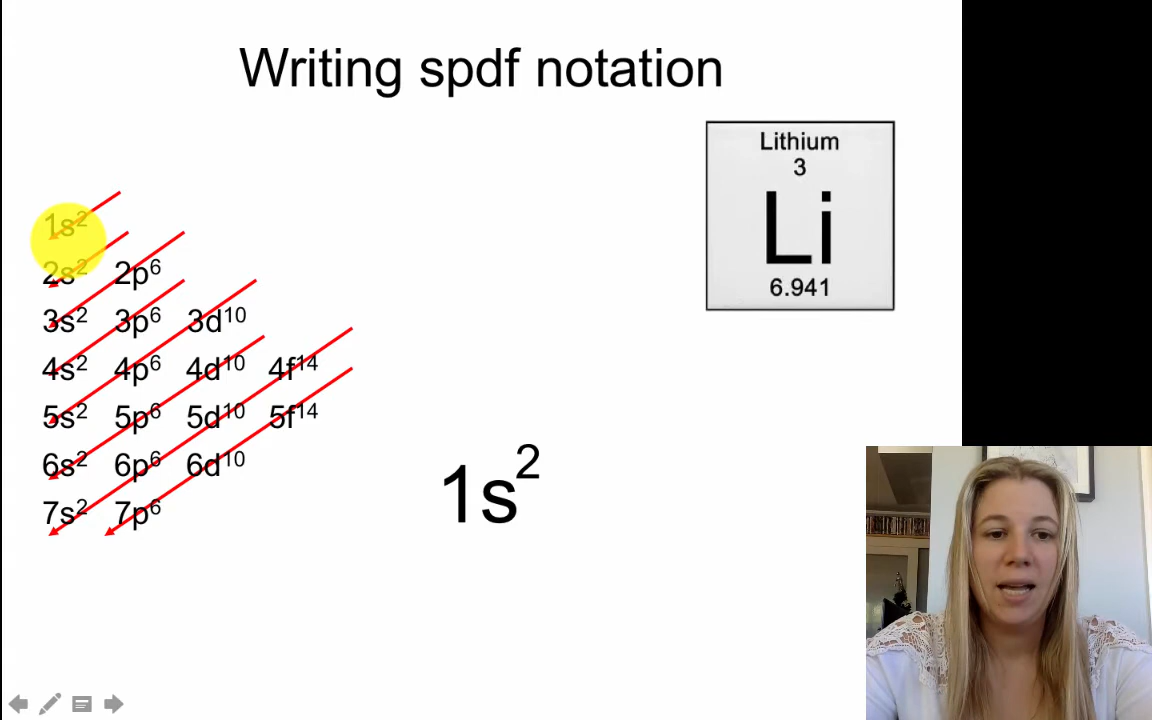 Writing spdf notation
Lithium
3
Li
6.941
1s²
2s² 2p⁶
3s² 3p⁶ 3d¹⁰
4s² 4p⁶ 4d¹⁰ 4f¹⁴
5s² 5p⁶ 5d¹⁰ 5f¹⁴
6s² 6p⁶ 6d¹⁰
7s² 7p⁶
1s²